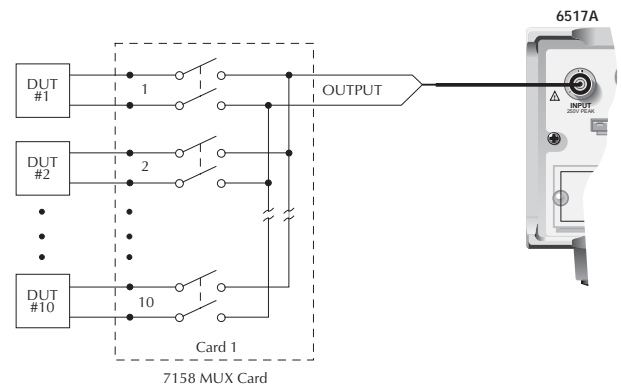 6517A
DUT
#1
1
OUTPUT
INPUT
250V PEAK
DUT
#2
2
DUT
#10
10
Card 1
7158 MUX Card